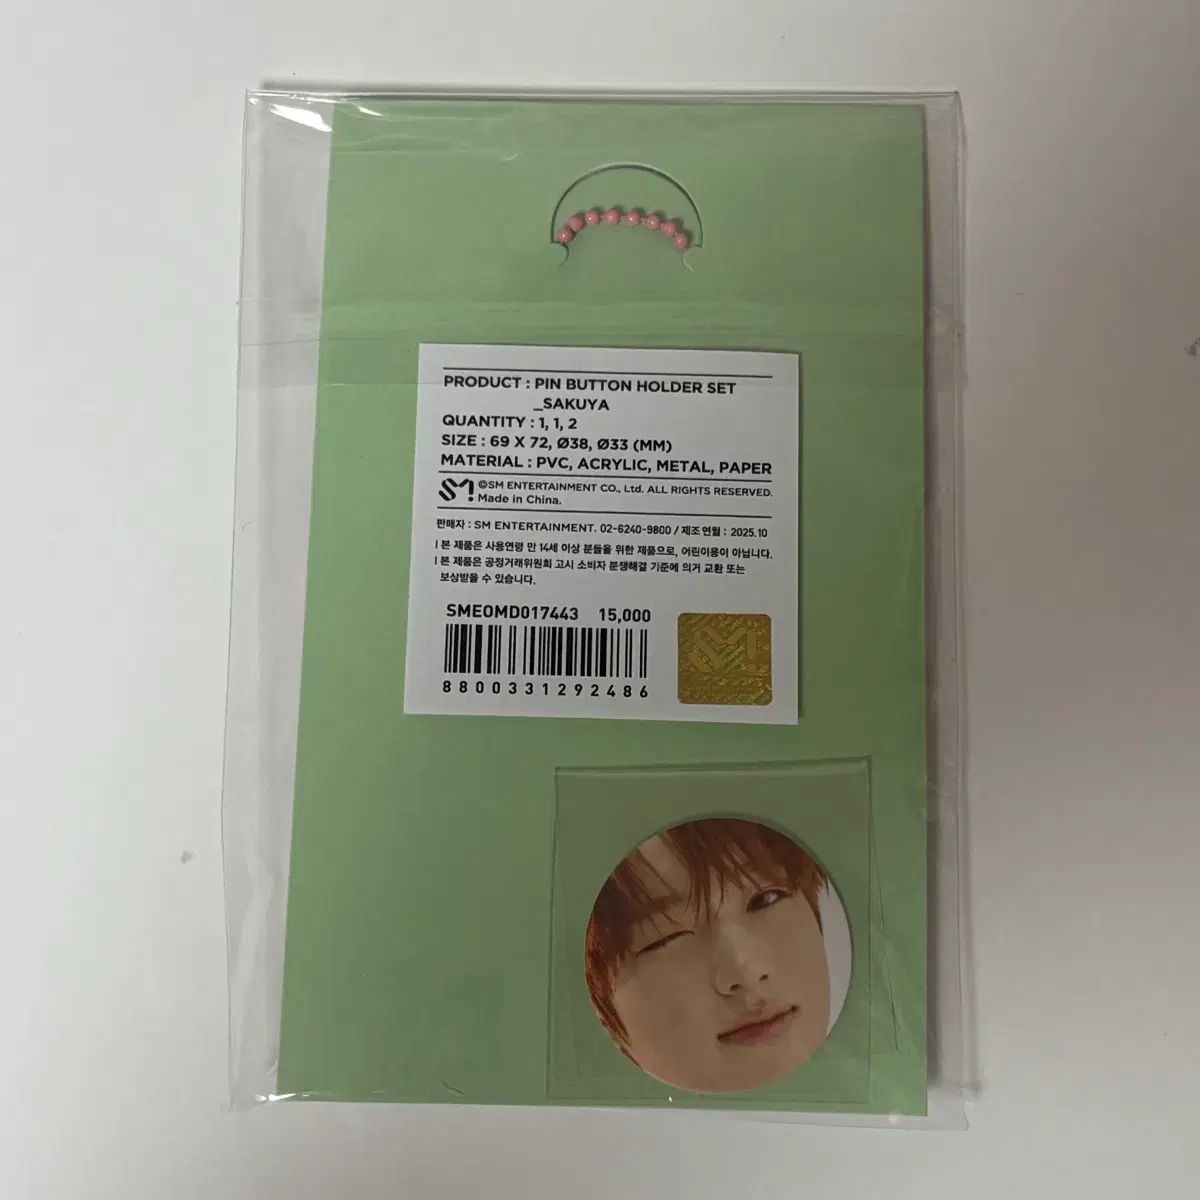 PRODUCT : PIN BUTTON HOLDER SET
_SAKUYA
QUANTITY : 1, 1, 2
SIZE : 69 X 72, Ø38, Ø33 (MM)
MATERIAL : PVC, ACRYLIC, METAL, PAPER
SM ©SM ENTERTAINMENT CO., Ltd. ALL RIGHTS RESERVED.
Made in China.
판매자 : SM ENTERTAINMENT. 02-6240-9800 / 제조연월 : 2025.10
I 본 제품은 사용연령 만 14세 이상 분들을 위한 제품으로, 어린이용이 아닙니다.
I 본 제품은 공정거래위원회 고시 소비자 분쟁해결 기준에 의거 교환 또는
보상받을 수 있습니다.
SMEOMD017443 15,000
8800331292486
SM